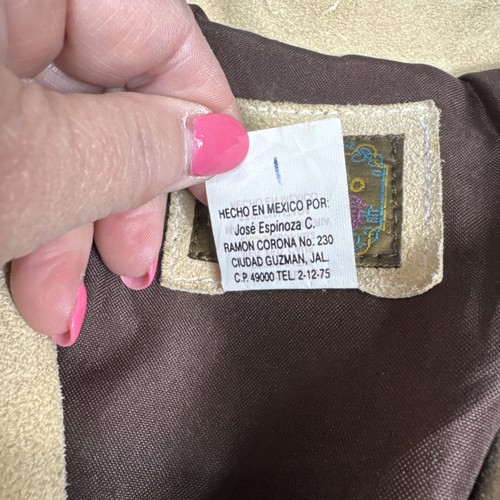 HECHO EN MEXICO POR:
José Espinoza C.
RAMON CORONA No. 230
CIUDAD GUZMAN, JAL.
C.P. 49000 TEL. 2-12-75